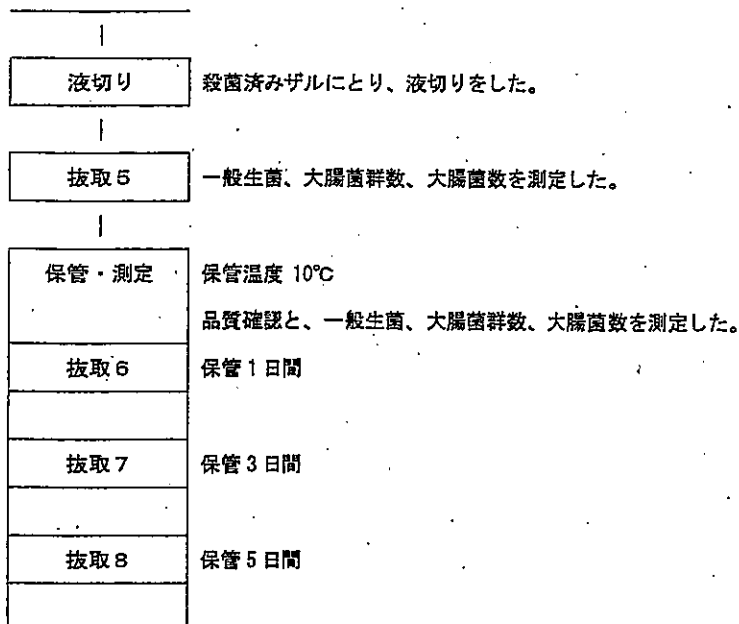 液切り 殺菌済みザルにとり、液切りをした。
抜取5 一般生菌、大腸菌群数、大腸菌数を測定した。
保管・測定 保管温度 10℃
品質確認と、一般生菌、大腸菌群数、大腸菌数を測定した。
抜取6 保管1日間
抜取7 保管3日間
抜取8 保管5日間